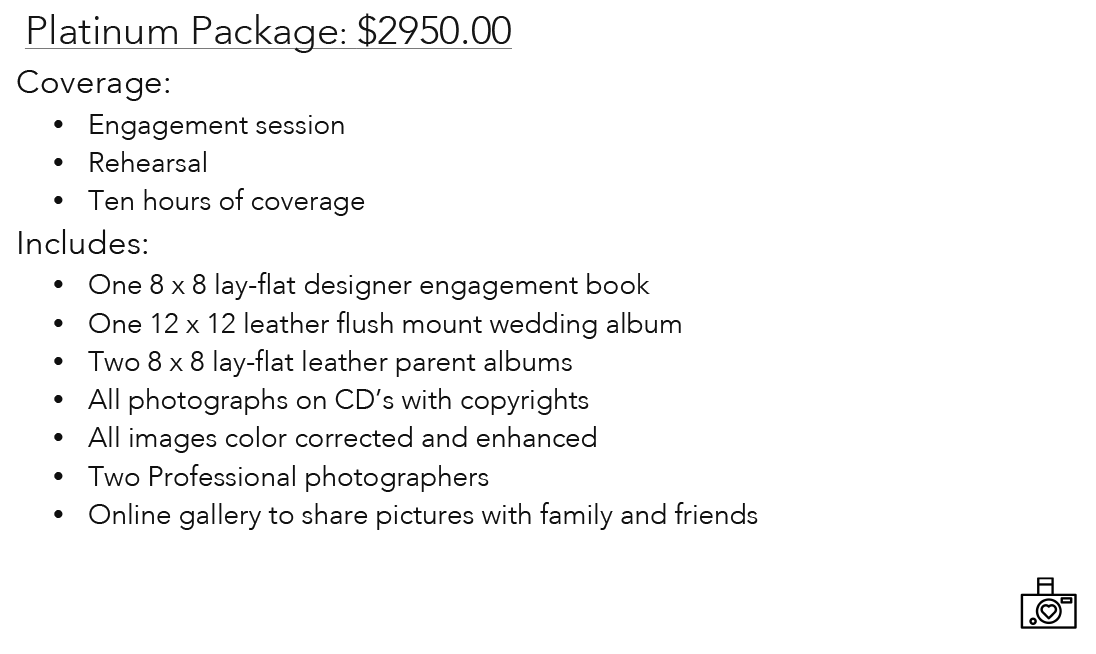 Platinum Package: $2950.00
Coverage:
• Engagement session
• Rehearsal
• Ten hours of coverage
Includes:
• One 8 x 8 lay-flat designer engagement book
• One 12 x 12 leather flush mount wedding album
• Two 8 x 8 lay-flat leather parent albums
• All photographs on CD’s with copyrights
• All images color corrected and enhanced
• Two Professional photographers
• Online gallery to share pictures with family and friends